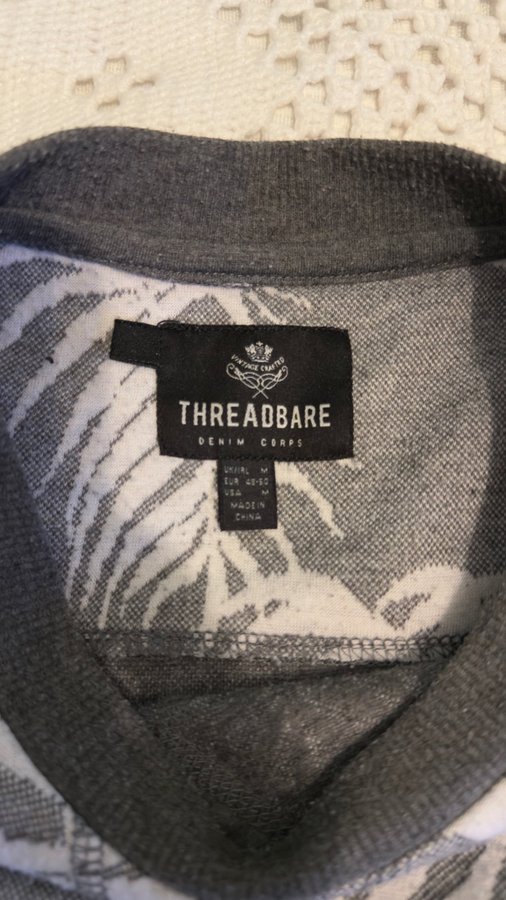 VINTAGE CRAFTED
THREADBARE
DENIM CORPS
UK/IRL M
EUR 48-50
USA M
MADE IN
CHINA